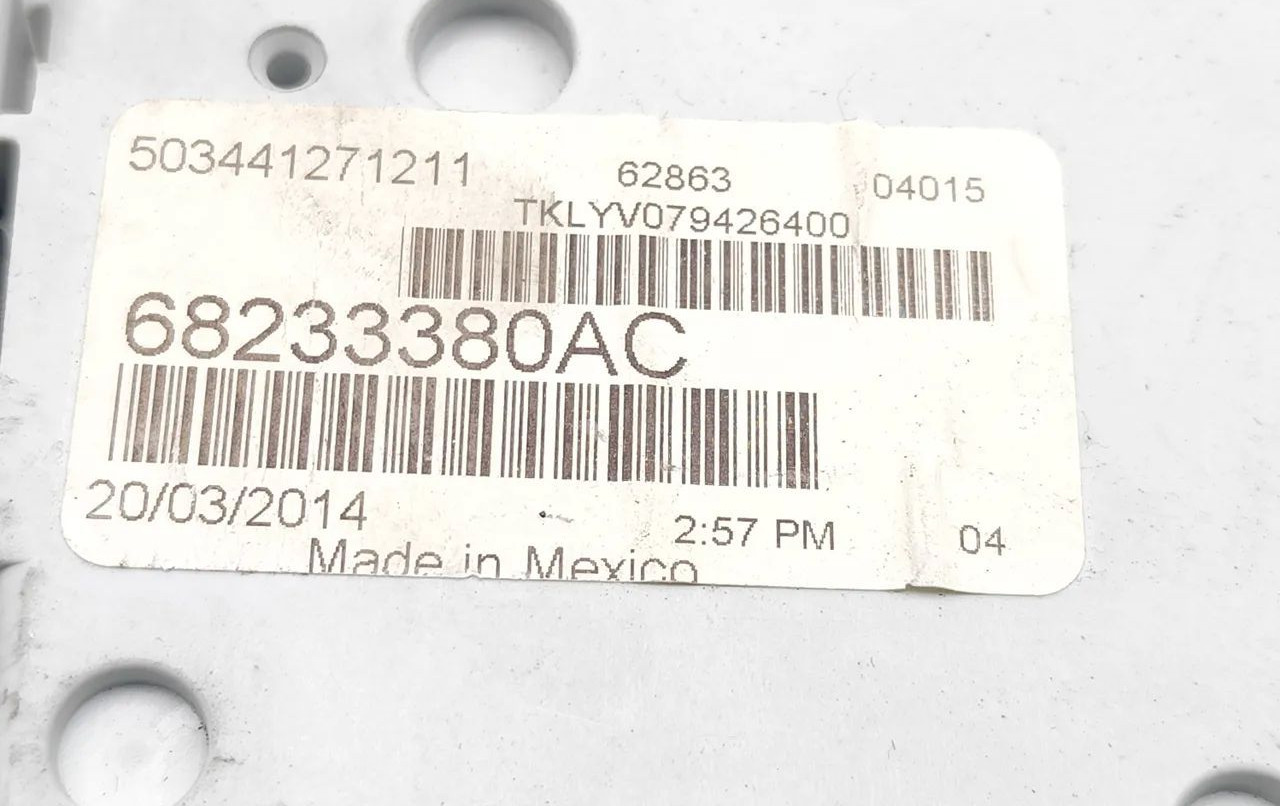 503441271211 62863 04015
TKLYV079426400
68233380AC
20/03/2014 2:57 PM 04
Made in Mexico